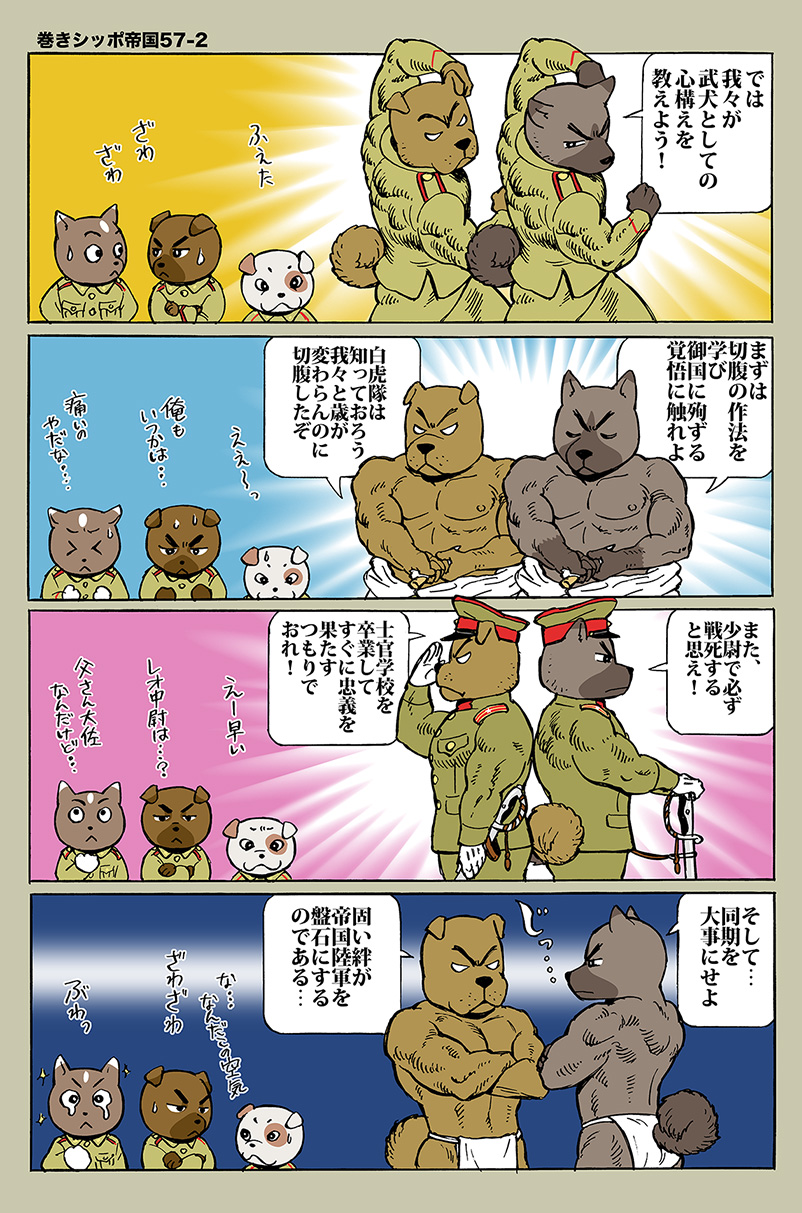 巻きシッポ帝国57-2
では
我々が
武犬としての
心構えを
教えよう！
ふえた
ざわ
ざわ
まずは
切腹の作法を
学び
御国に殉ずる
覚悟に触れよ
白虎隊は
知っておろう
我々と歳が
変わらんのに
切腹したぞ
ええ〜っ
俺も
いつかは…
痛いの
やだな…
また、
少尉で必ず
戦死する
と思え！
士官学校を
卒業して
すぐに忠義を
果たす
つもりで
おれ！
えー早い
レオ中尉は…？
父さん大佐
なんだけど…
そして…
同期を
大事にせよ
じっ…
固い絆が
帝国陸軍を
盤石にする
のである…
な…
なんだこの空気
ざわざわ
ぶわっ